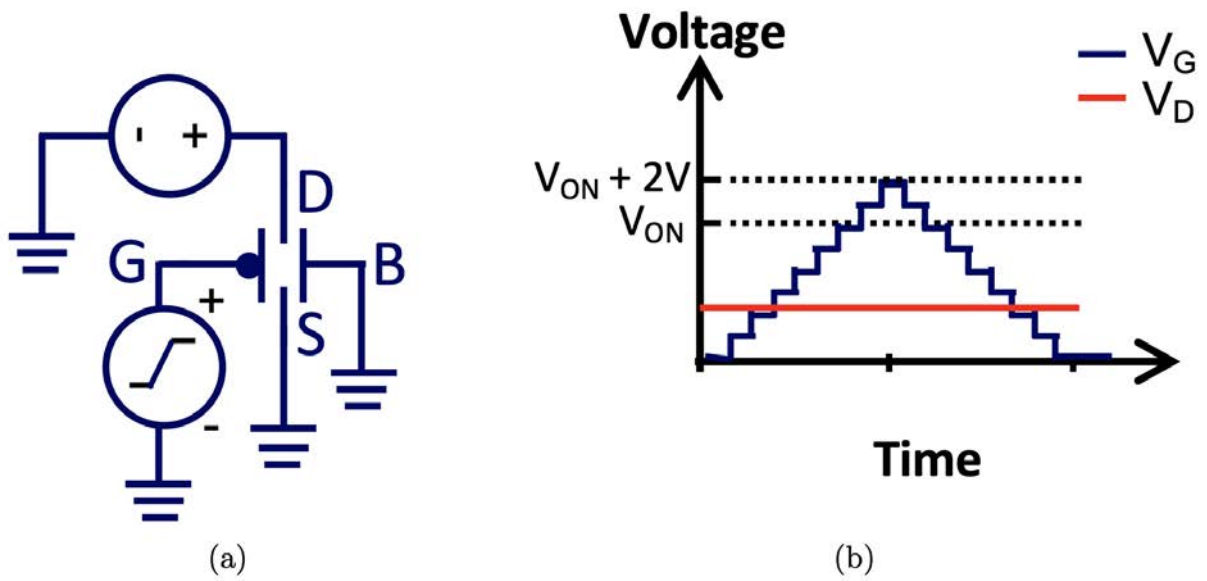 - +
D
G
B
+
S
-
(a)
Voltage
V_G
V_D
V_ON + 2V
V_ON
Time
(b)